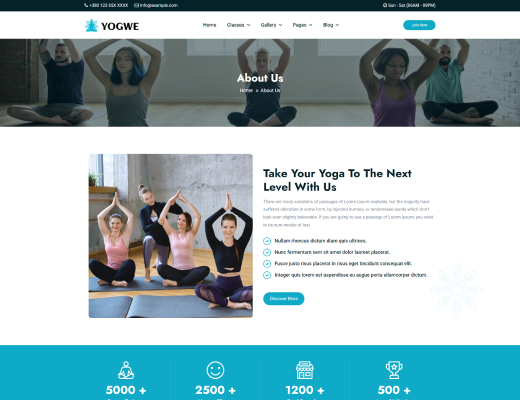 +380 123 65X XXXX
info@example.com
Sun - Sat (06AM - 09PM)
YOGWE
Home
Classes
Gallery
Pages
Blog
Join Now
About Us
Home » About Us
Take Your Yoga To The Next
Level With Us
There are many variations of passages of Lorem Ipsum available, but the majority have
suffered alteration in some form, by injected humour, or randomised words which don't
look even slightly believable. If you are going to use a passage of Lorem Ipsum you need
to be sure middle of text.
Nullam rhoncus dictum diam quis ultrices.
Nunc fermentum sem sit amet dolor laoreet placerat.
Fusce justo risus placerat in risus eget tincidunt consequat elit.
Integer quis lorem est suspendisse eu augue porta ullamcorper dictum.
Discover More
5000 +
2500 +
1200 +
500 +